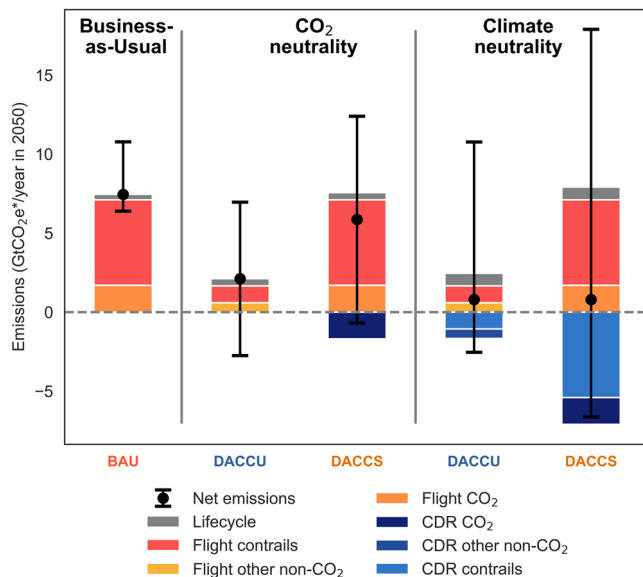 Business-
as-Usual
CO₂
neutrality
Climate
neutrality
Emissions (GtCO₂e*/year in 2050)
15
10
5
0
−5
BAU
DACCU
DACCS
DACCU
DACCS
Net emissions
Lifecycle
Flight contrails
Flight other non-CO₂
Flight CO₂
CDR CO₂
CDR other non-CO₂
CDR contrails